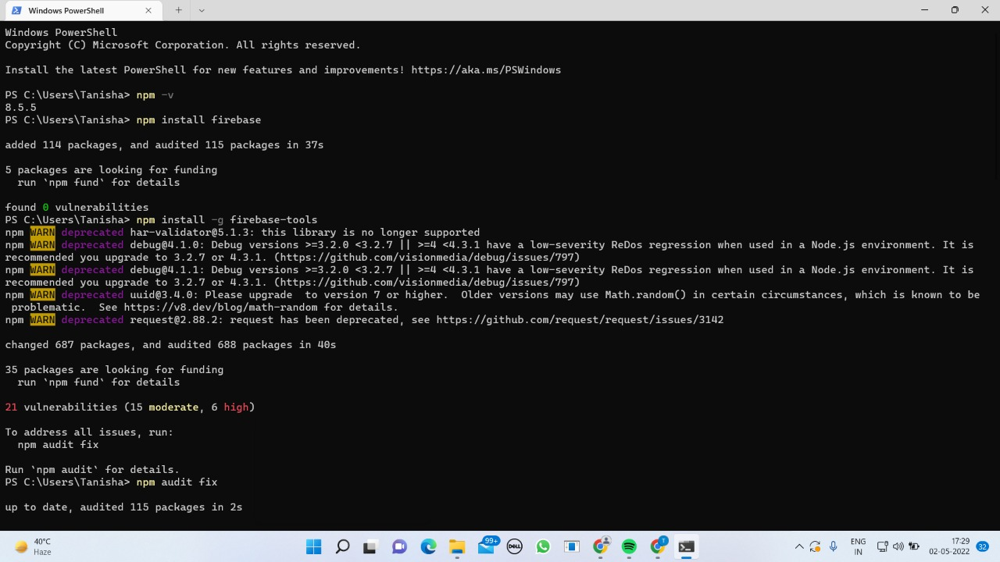 Windows PowerShell
Windows PowerShell
Copyright (C) Microsoft Corporation. All rights reserved.
Install the latest PowerShell for new features and improvements! https://aka.ms/PSWindows
PS C:\Users\Tanisha> npm -v
8.5.5
PS C:\Users\Tanisha> npm install firebase
added 114 packages, and audited 115 packages in 37s
5 packages are looking for funding
  run `npm fund` for details
found 0 vulnerabilities
PS C:\Users\Tanisha> npm install -g firebase-tools
npm WARN deprecated har-validator@5.1.3: this library is no longer supported
npm WARN deprecated debug@4.1.0: Debug versions >=3.2.0 <3.2.7 || >=4 <4.3.1 have a low-severity ReDos regression when used in a Node.js environment. It is
recommended you upgrade to 3.2.7 or 4.3.1. (https://github.com/visionmedia/debug/issues/797)
npm WARN deprecated debug@4.1.1: Debug versions >=3.2.0 <3.2.7 || >=4 <4.3.1 have a low-severity ReDos regression when used in a Node.js environment. It is
recommended you upgrade to 3.2.7 or 4.3.1. (https://github.com/visionmedia/debug/issues/797)
npm WARN deprecated uuid@3.4.0: Please upgrade  to version 7 or higher.  Older versions may use Math.random() in certain circumstances, which is known to be
 problematic.  See https://v8.dev/blog/math-random for details.
npm WARN deprecated request@2.88.2: request has been deprecated, see https://github.com/request/request/issues/3142
changed 687 packages, and audited 688 packages in 40s
35 packages are looking for funding
  run `npm fund` for details
21 vulnerabilities (15 moderate, 6 high)
To address all issues, run:
  npm audit fix
Run `npm audit` for details.
PS C:\Users\Tanisha> npm audit fix
up to date, audited 115 packages in 2s
40°C
Haze
99+
DELL
T
ENG
IN
17:29
02-05-2022
32